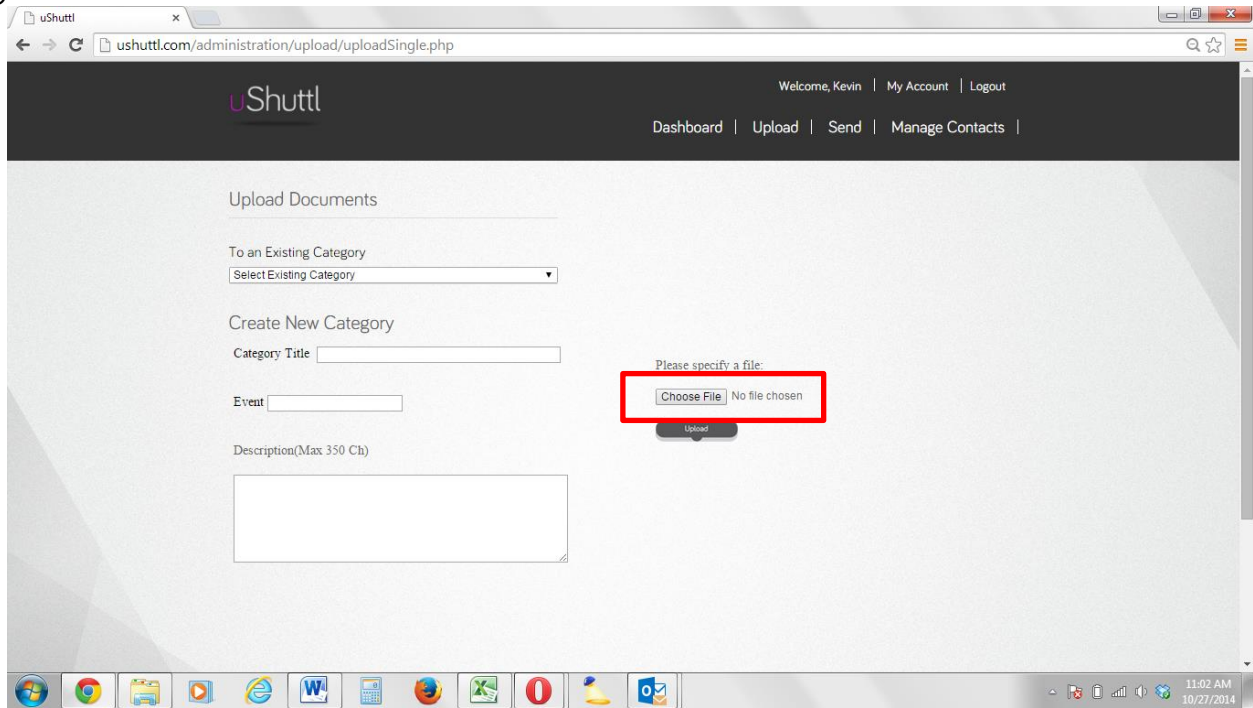 uShuttl
ushuttl.com/administration/upload/uploadSingle.php
uShuttl
Welcome, Kevin | My Account | Logout
Dashboard | Upload | Send | Manage Contacts |
Upload Documents
To an Existing Category
Select Existing Category
Create New Category
Category Title
Please specify a file:
Choose File No file chosen
Event
Upload
Description(Max 350 Ch)
11:02 AM
10/27/2014